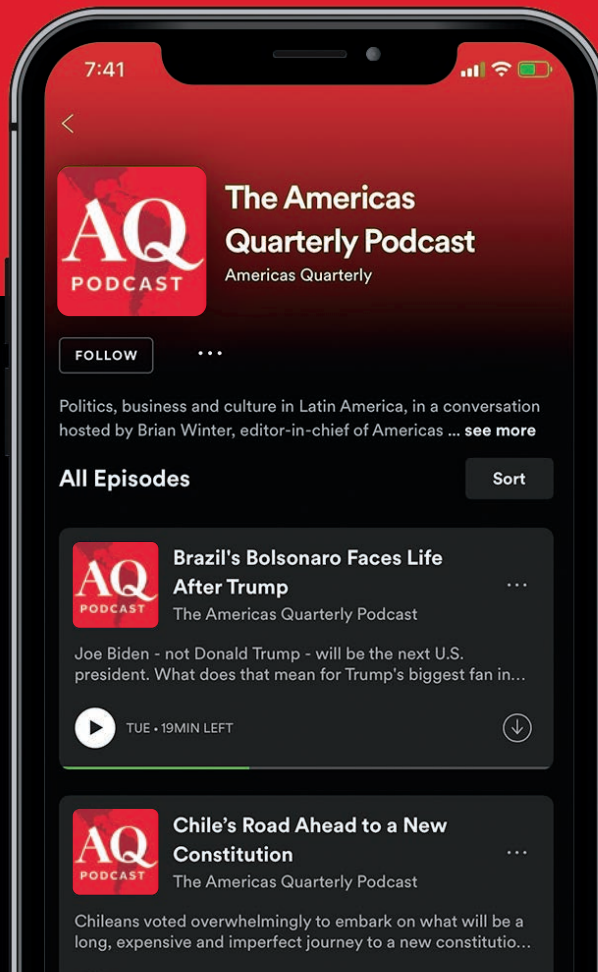 7:41
AQ
PODCAST
The Americas
Quarterly Podcast
Americas Quarterly
FOLLOW
Politics, business and culture in Latin America, in a conversation
hosted by Brian Winter, editor-in-chief of Americas ... see more
All Episodes
Sort
AQ
PODCAST
Brazil's Bolsonaro Faces Life
After Trump
The Americas Quarterly Podcast
Joe Biden - not Donald Trump - will be the next U.S.
president. What does that mean for Trump's biggest fan in...
TUE • 19MIN LEFT
AQ
PODCAST
Chile’s Road Ahead to a New
Constitution
The Americas Quarterly Podcast
Chileans voted overwhelmingly to embark on what will be a
long, expensive and imperfect journey to a new constitutio...